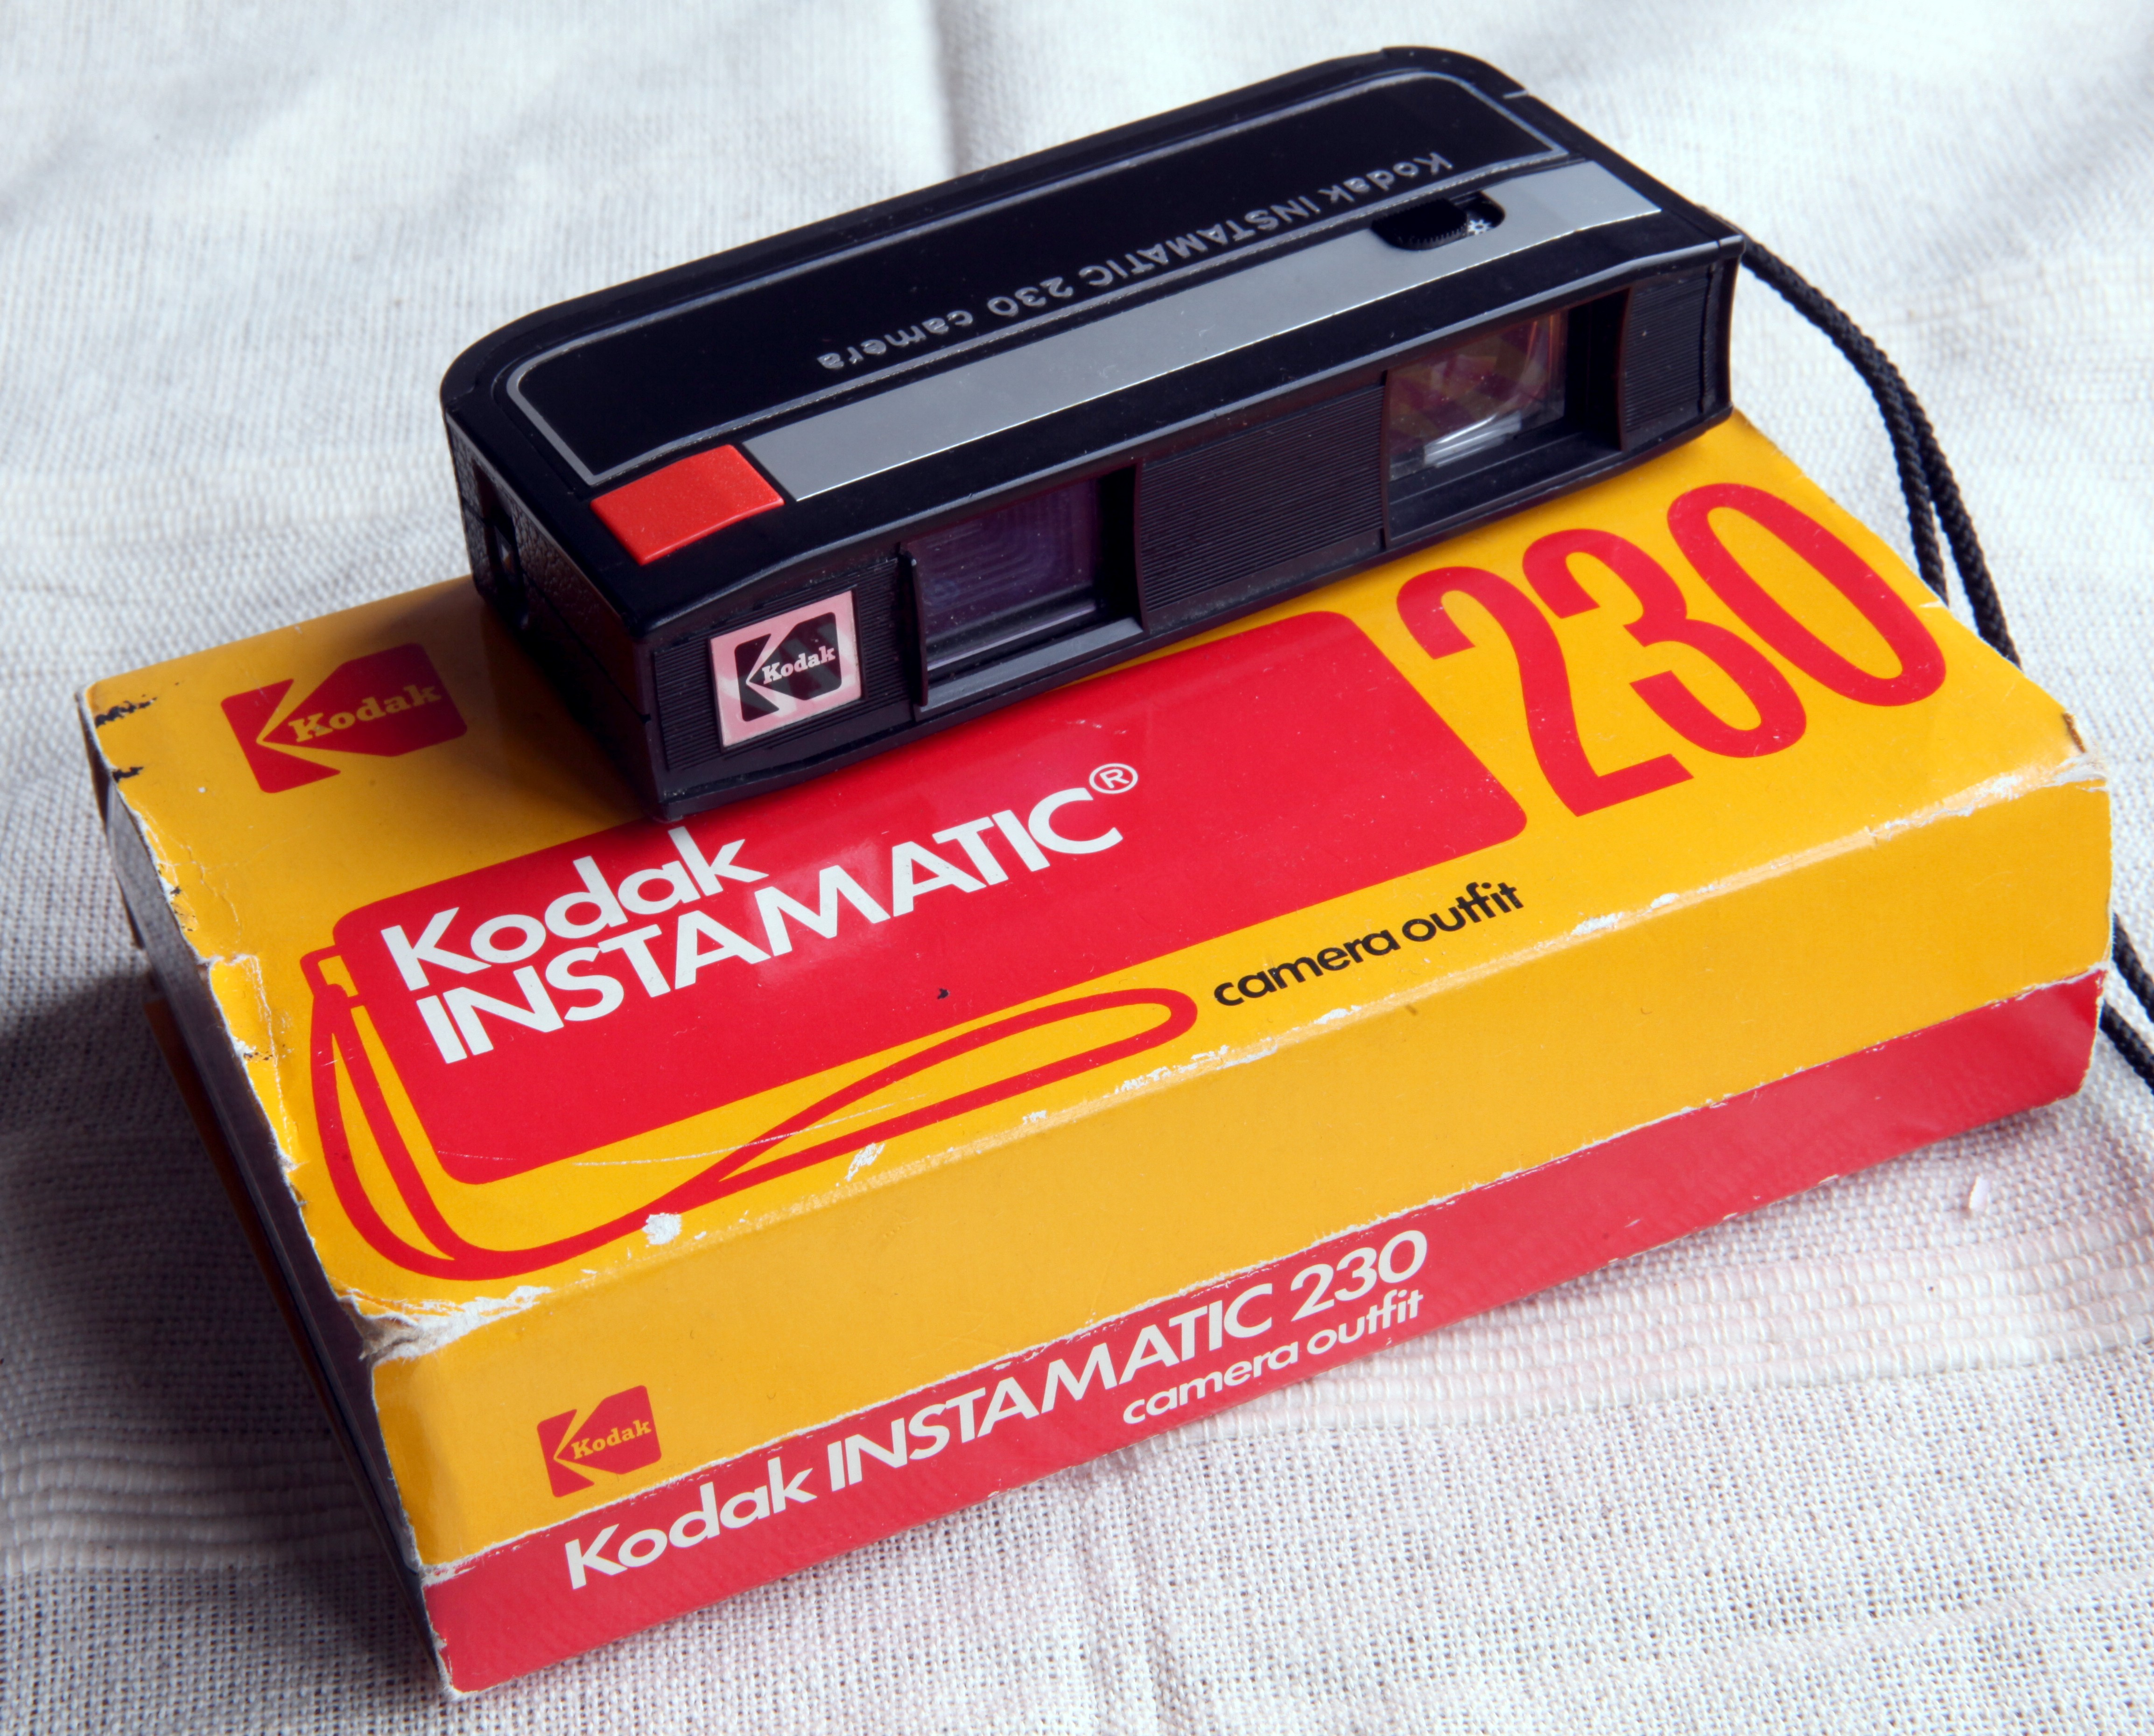 Kodak INSTAMATIC 230 camera
Kodak
Kodak
230
Kodak
INSTAMATIC®
camera outfit
Kodak
Kodak INSTAMATIC 230
camera outfit